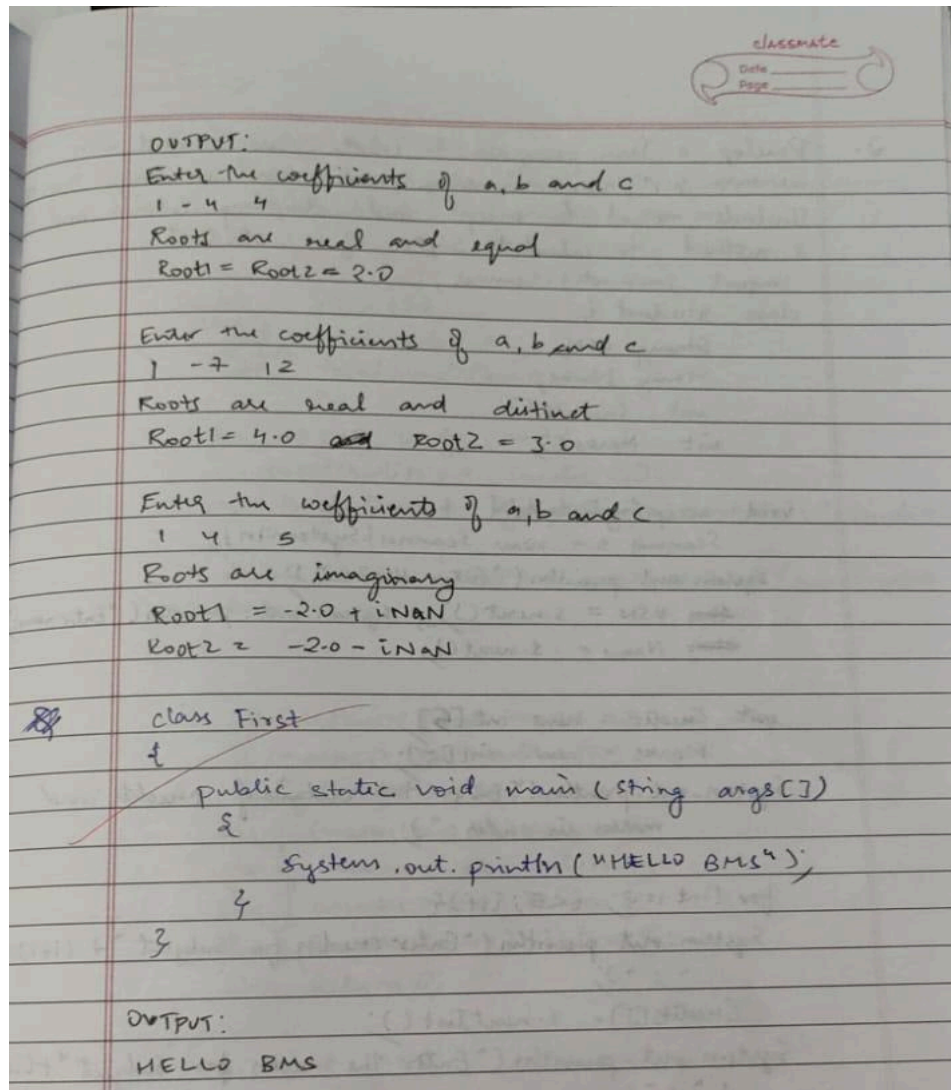 classmate
Date
Page
OUTPUT:
Enter the coefficients of a, b and c
1 -4 4
Roots are real and equal
Root1 = Root2 = 2.0
Enter the coefficients of a, b and c
1 -7 12
Roots are real and distinct
Root1 = 4.0 and Root2 = 3.0
Enter the coefficients of a, b and c
1 4 5
Roots are imaginary
Root1 = -2.0 + iNaN
Root2 = -2.0 - iNaN
class First
{
public static void main (string args[])
{
System.out.println("HELLO BMS");
}
}
OUTPUT:
HELLO BMS